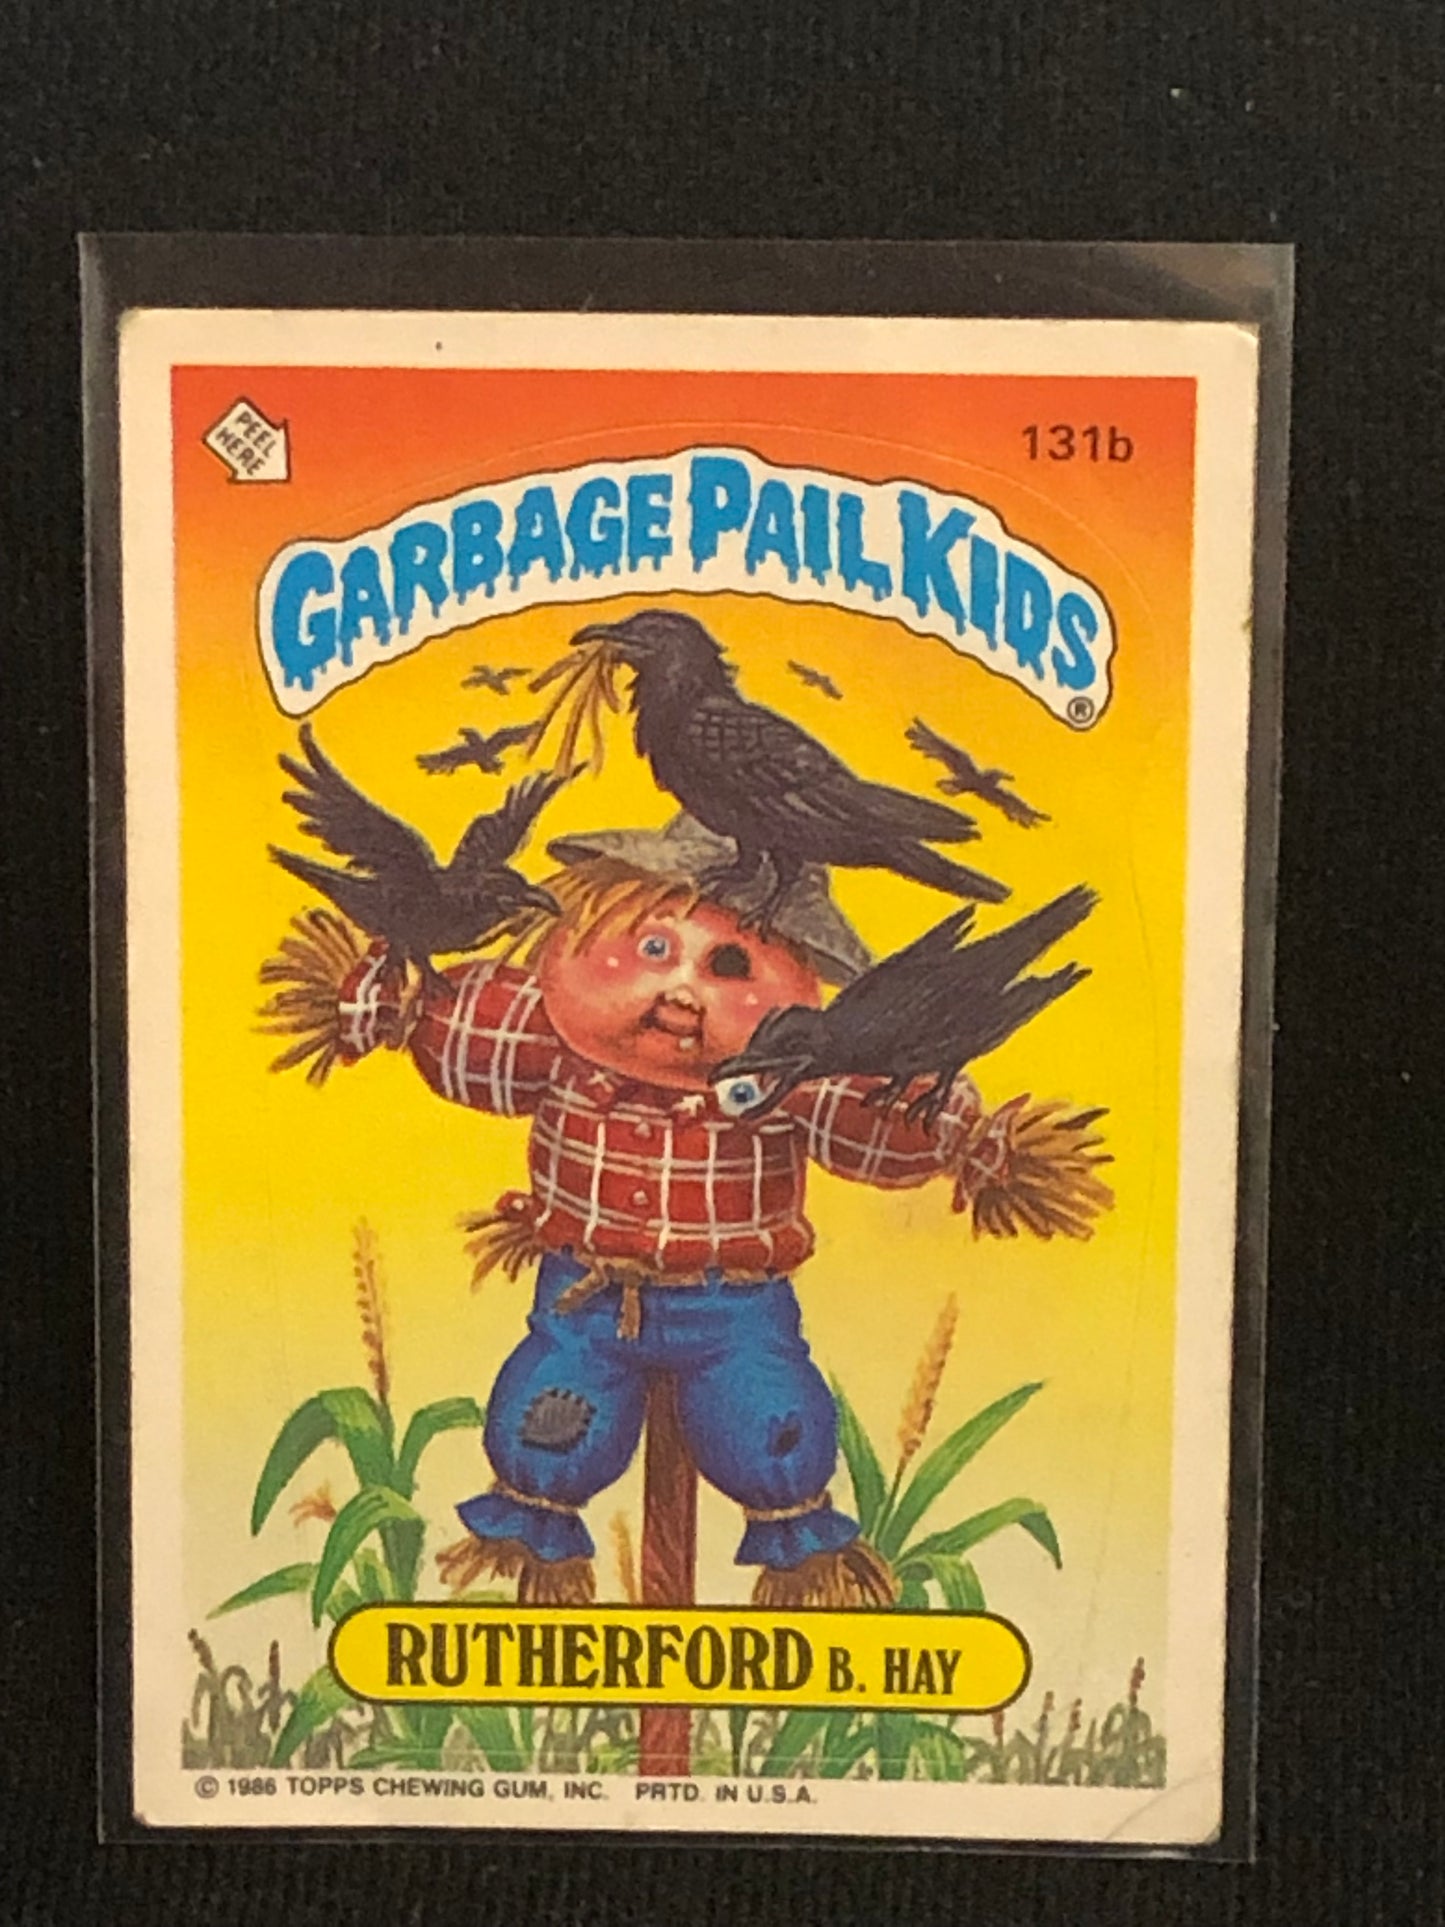 PEEL
HERE
131b
GARBAGE PAIL KIDS
®
RUTHERFORD B. HAY
© 1986 TOPPS CHEWING GUM, INC. PRTD. IN U.S.A.